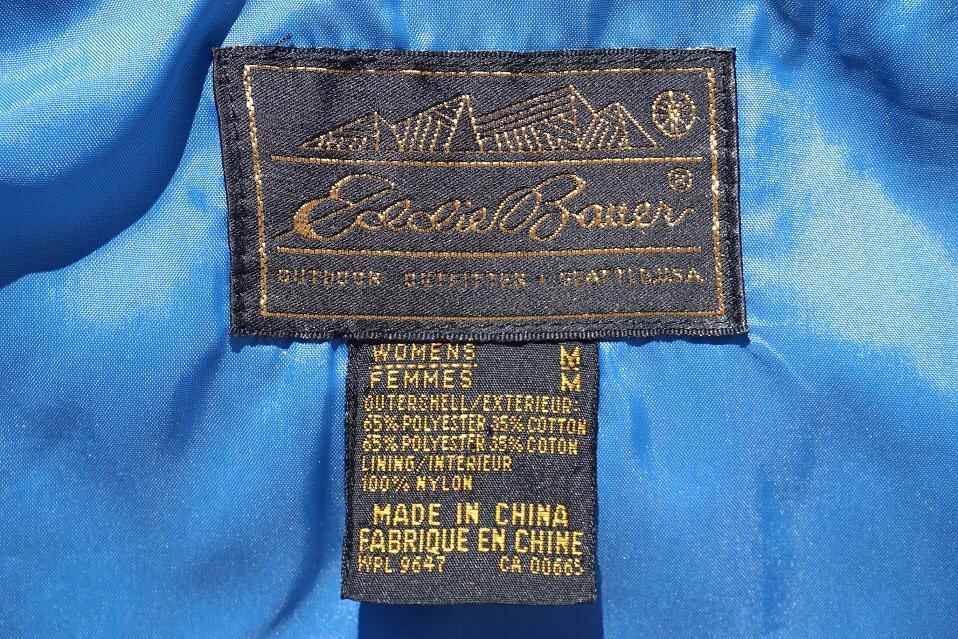 Eddie Bauer ®
OUTDOOR OUTFITTER • SEATTLE, USA
WOMENS M
FEMMES M
OUTERSHELL/EXTERIEUR:
65% POLYESTER 35% COTTON
65% POLYESTER 35% COTON
LINING/INTERIEUR
100% NYLON
MADE IN CHINA
FABRIQUE EN CHINE
WPL 9647 CA 00665